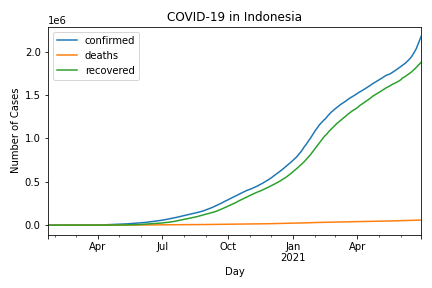 COVID-19 in Indonesia
1e6
confirmed
deaths
recovered
2.0
1.5
1.0
0.5
0.0
Number of Cases
Apr Jul Oct Jan Apr
2021
Day